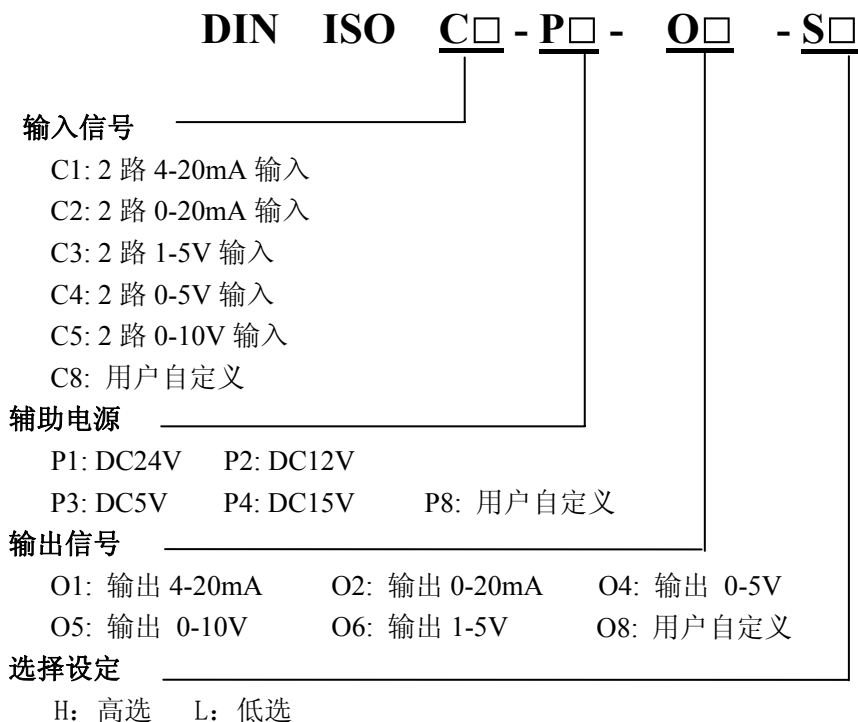 DIN ISO C□ - P□ - O□ - S□
输入信号
C1: 2 路 4-20mA 输入
C2: 2 路 0-20mA 输入
C3: 2 路 1-5V 输入
C4: 2 路 0-5V 输入
C5: 2 路 0-10V 输入
C8: 用户自定义
辅助电源
P1: DC24V P2: DC12V
P3: DC5V P4: DC15V P8: 用户自定义
输出信号
O1: 输出 4-20mA O2: 输出 0-20mA O4: 输出 0-5V
O5: 输出 0-10V O6: 输出 1-5V O8: 用户自定义
选择设定
H: 高选 L: 低选